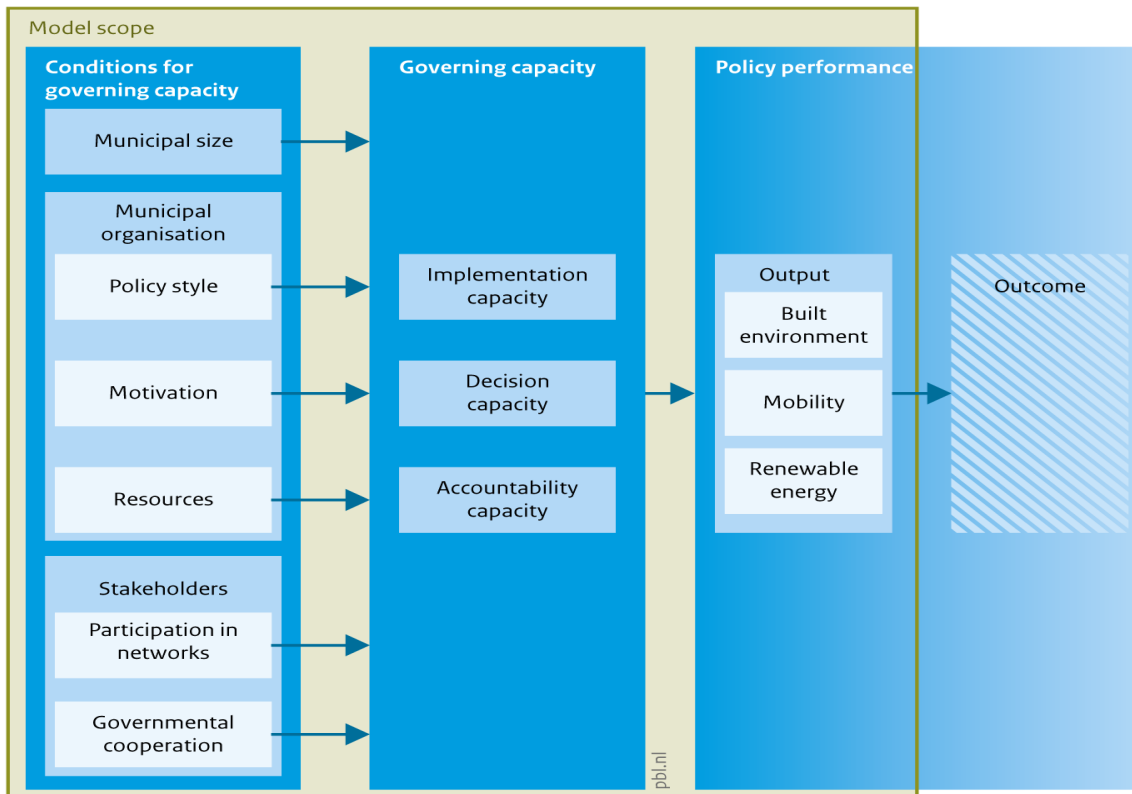 Model scope
Conditions for
governing capacity
Municipal size
Municipal
organisation
Policy style
Motivation
Resources
Stakeholders
Participation in
networks
Governmental
cooperation
Governing capacity
Implementation
capacity
Decision
capacity
Accountability
capacity
Policy performance
Output
Built
environment
Mobility
Renewable
energy
Outcome
pbl.nl